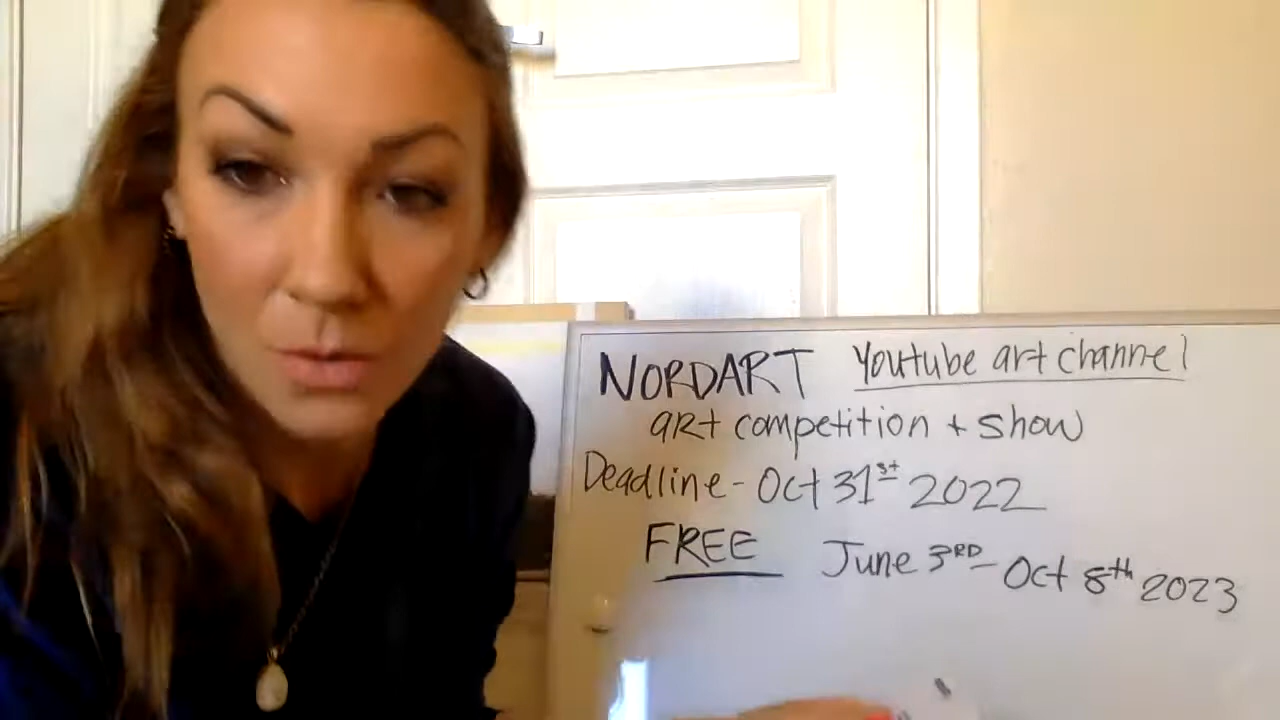 NORDART Youtube art channel
art competition + show
Deadline - Oct 31st 2022
FREE June 3RD - Oct 8th 2023